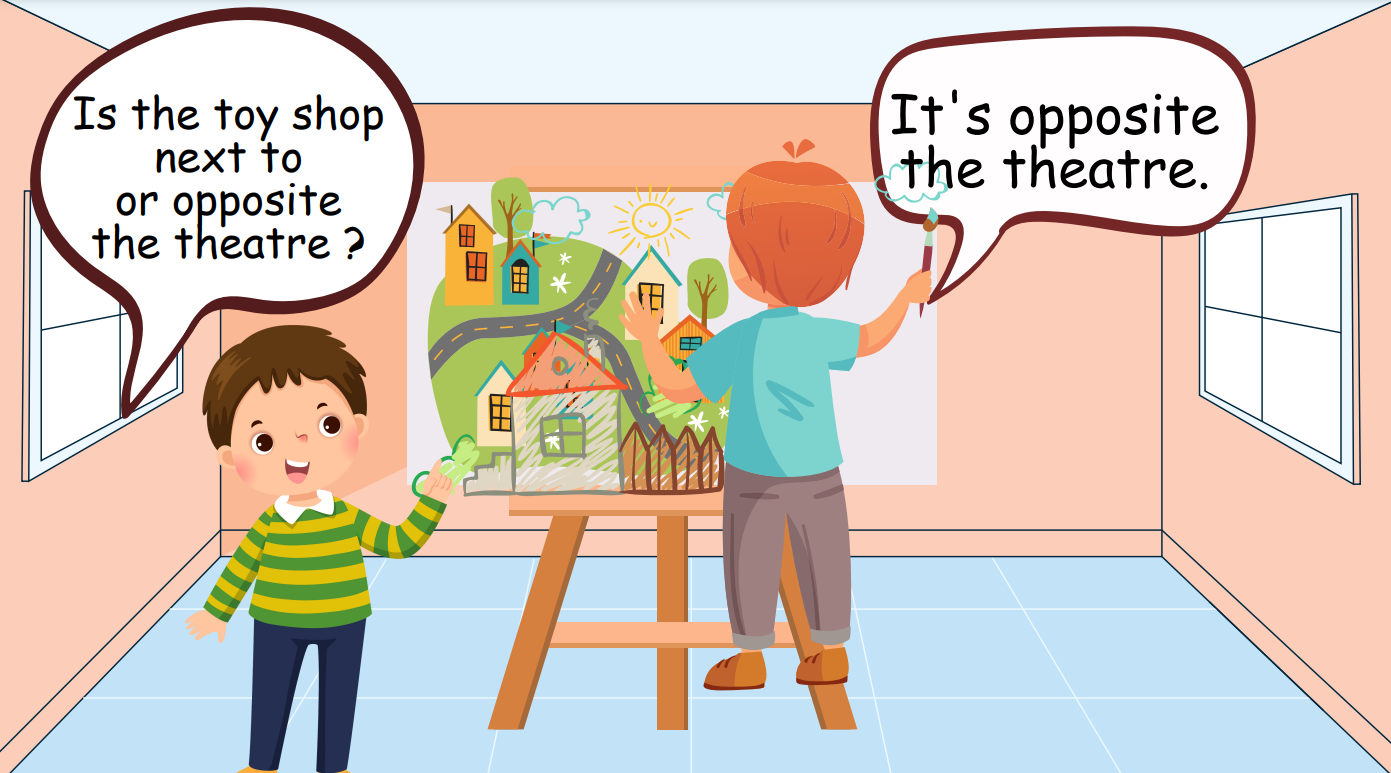 Is the toy shop
next to
or opposite
the theatre ?
It's opposite
the theatre.